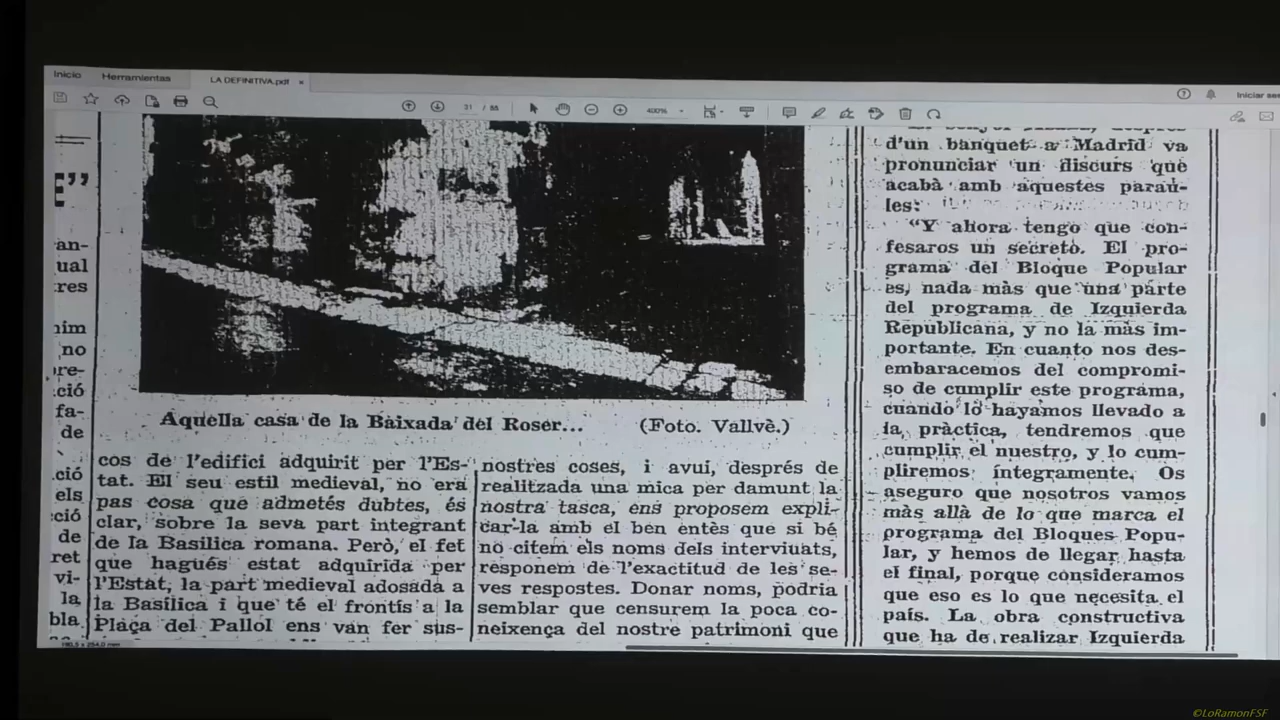 Inicio Herramientas LA DEFINITIVA.pdf ×
31 / 88
400%
E”
an-
ual
tres
nim
no
pre-
ció
fa-
de
ció
els
ció
de
ret
vi-
la
bla
Aquella casa de la Baixada del Roser... (Foto. Vallvè.)
cos de l'edifici adquirit per l'Es-
tat. El seu estil medieval, no era
pas cosa que admetés dubtes, és
clar, sobre la seva part integrant
de la Basilica romana. Però, el fet
que hagués estat adquirida per
l'Estat, la part medieval adosada a
la Basilica i que té el frontis a la
Plaça del Pallol ens van fer sus-
nostres coses, i avui, després de
realitzada una mica per damunt la
nostra tasca, ens proposem expli-
car-la amb el ben entès que si bé
no citem els noms dels interviuats,
responem de l'exactitud de les se-
ves respostes. Donar noms, podria
semblar que censurem la poca co-
neixença del nostre patrimoni que
d'un banquet a Madrid va
pronunciar un discurs que
acabà amb aquestes parau-
les:
“Y ahora tengo que con-
fesaros un secreto. El pro-
grama del Bloque Popular
es, nada màs que una parte
del programa de Izquierda
Republicana, y no la màs im-
portante. En cuanto nos des-
embaracemos del compromi-
so de cumplir este programa,
cuando lo hayamos llevado a
la pràctica, tendremos que
cumplir el nuestro, y lo cum-
pliremos íntegramente. Os
aseguro que nosotros vamos
màs allà de lo que marca el
programa del Bloques Popu-
lar, y hemos de llegar hasta
el final, porque consideramos
que eso es lo que necesita el
país. La obra constructiva
que ha de realizar Izquierda
©LoRamonFSF